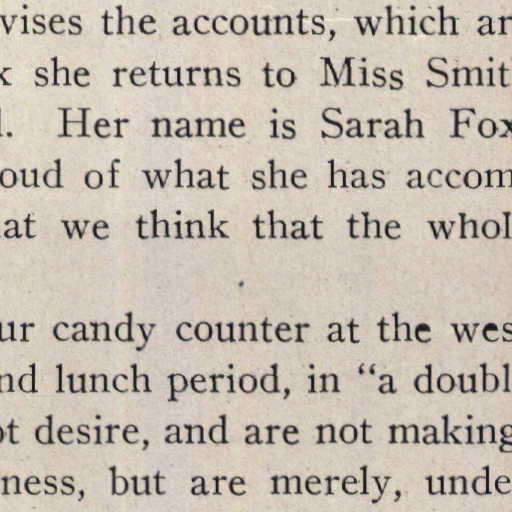 vises the accounts, which ar
k she returns to Miss Smit
l. Her name is Sarah Fox
oud of what she has accom
at we think that the whol
ur candy counter at the wes
nd lunch period, in “a doubl
ot desire, and are not making
ness, but are merely, unde